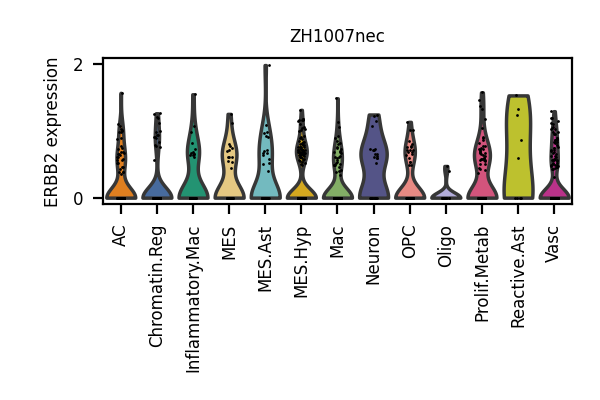 ZH1007nec
ERBB2 expression
2
0
AC
Chromatin.Reg
Inflammatory.Mac
MES
MES.Ast
MES.Hyp
Mac
Neuron
OPC
Oligo
Prolif.Metab
Reactive.Ast
Vasc